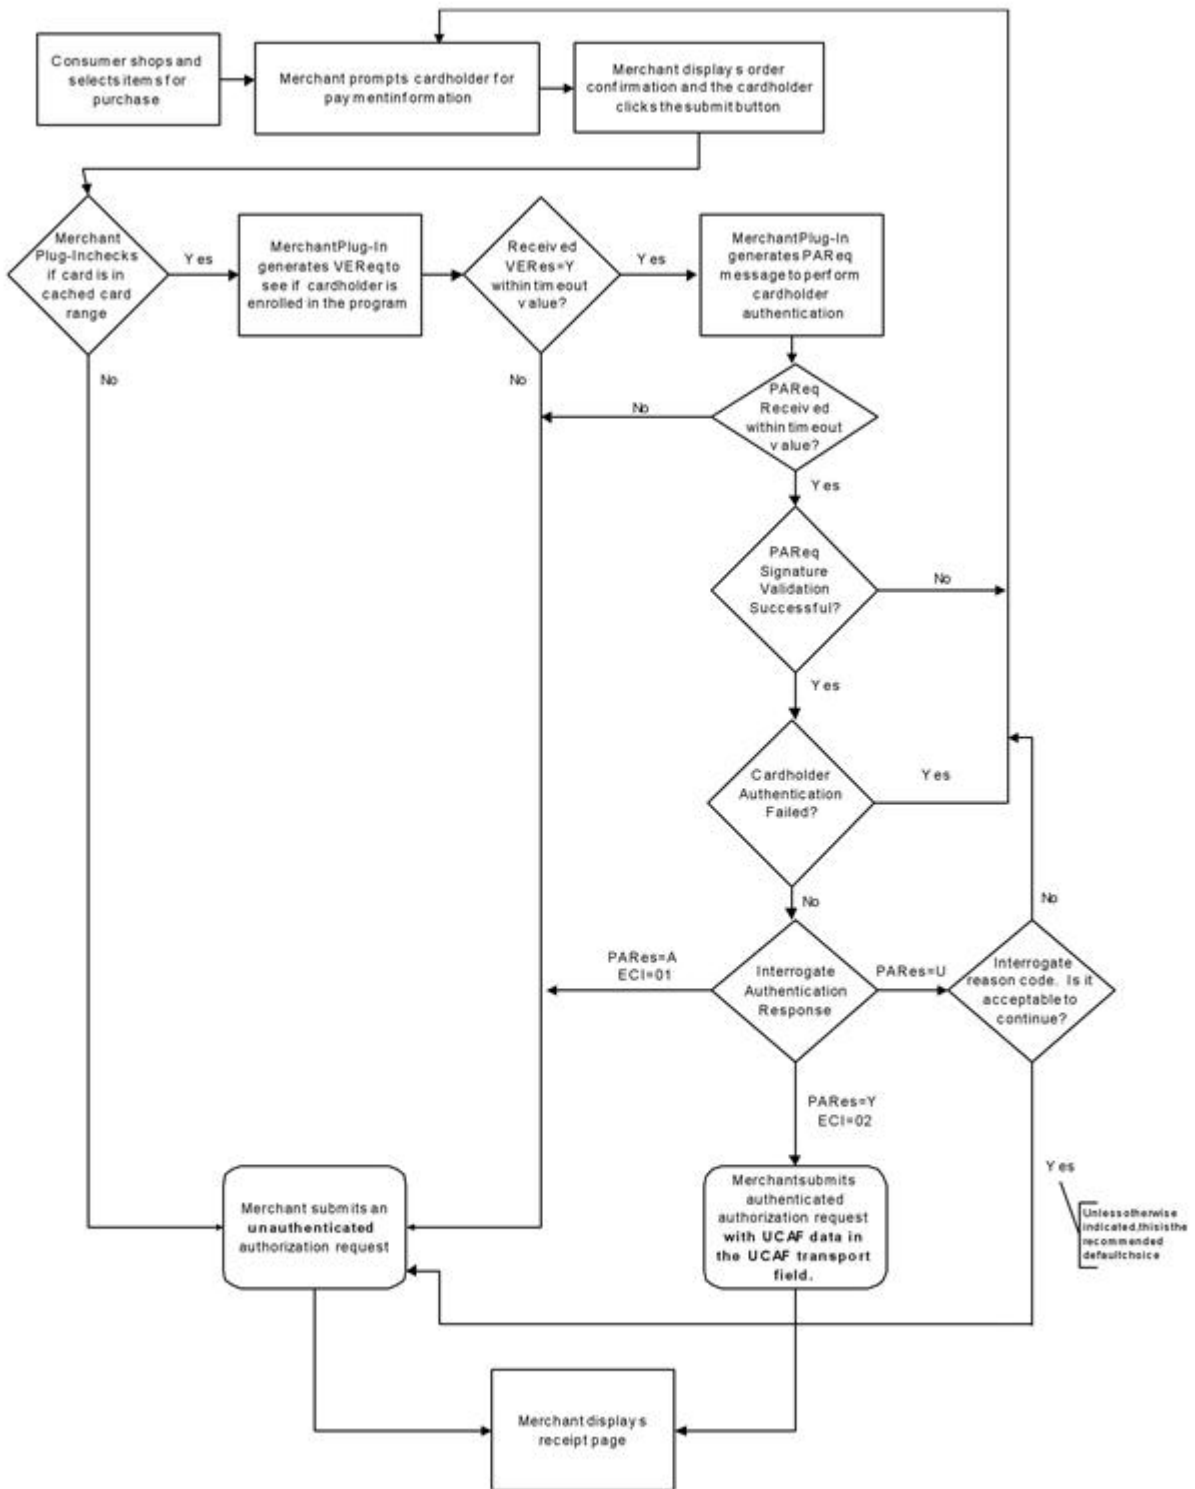 Consumer shops and
selects items for
purchase
Merchant prompts cardholder for
payment information
Merchant displays order
confirmation and the cardholder
clicks the submit button
Merchant
Plug-In checks
if card is in
cached card
range
Yes
Merchant Plug-In
generates VEReq to
see if cardholder is
enrolled in the program
Received
VERes=Y
within timeout
value?
Yes
Merchant Plug-In
generates PAReq
message to perform
cardholder
authentication
No
No
No
PAReq
Received
within timeout
value?
Yes
PAReq
Signature
Validation
Successful?
No
Yes
Cardholder
Authentication
Failed?
Yes
No
No
PARes=A
ECI=01
Interrogate
Authentication
Response
PARes=U
Interrogate
reason code. Is it
acceptable to
continue?
PARes=Y
ECI=02
Yes
Unless otherwise
indicated, this is the
recommended
default choice
Merchant submits an
unauthenticated
authorization request
Merchant submits
authenticated
authorization request
with UCAF data in
the UCAF transport
field.
Merchant displays
receipt page